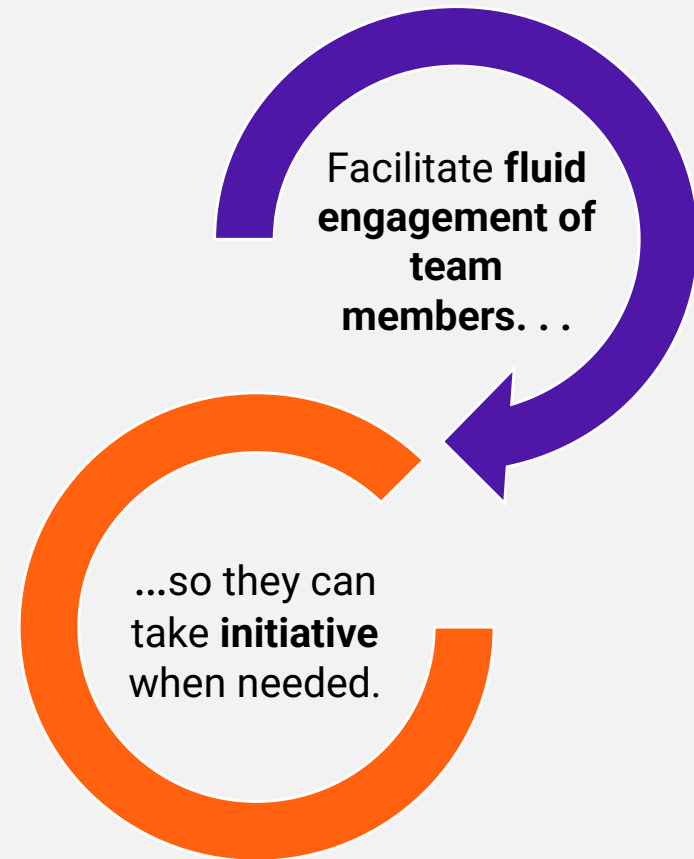 Facilitate fluid
engagement of
team
members. . .
...so they can
take initiative
when needed.